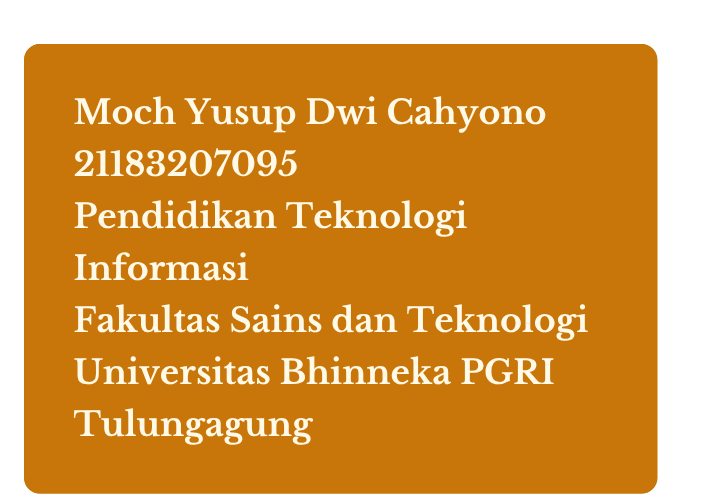 Moch Yusup Dwi Cahyono
21183207095
Pendidikan Teknologi
Informasi
Fakultas Sains dan Teknologi
Universitas Bhinneka PGRI
Tulungagung